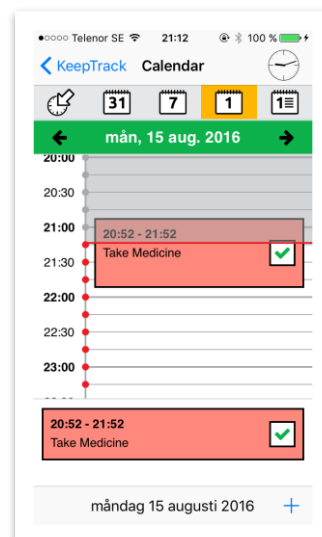 Telenor SE 21:12 100 %
KeepTrack Calendar
31 7 1 1
mån, 15 aug. 2016
20:00
20:30
21:00
20:52 - 21:52
Take Medicine
21:30
22:00
22:30
23:00
20:52 - 21:52
Take Medicine
måndag 15 augusti 2016 +